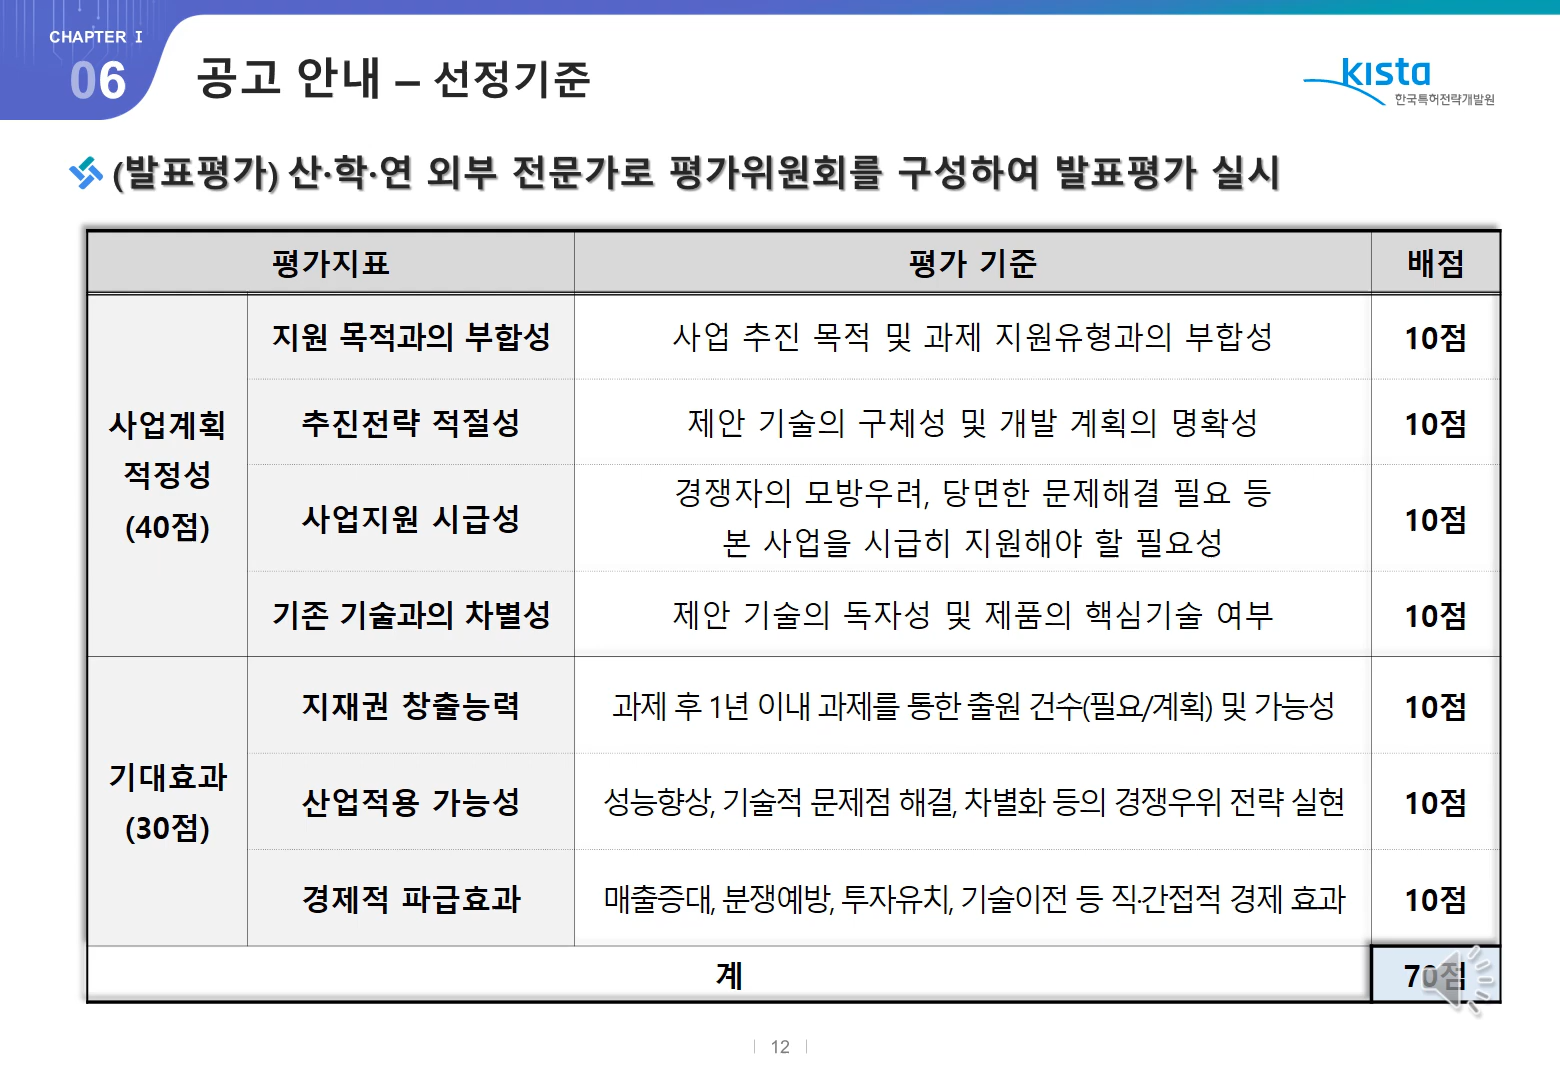 CHAPTER I
06
공고 안내 – 선정기준
kista
한국특허전략개발원
(발표평가) 산·학·연 외부 전문가로 평가위원회를 구성하여 발표평가 실시
평가지표
평가 기준
배점
사업계획
적정성
(40점)
지원 목적과의 부합성
사업 추진 목적 및 과제 지원유형과의 부합성
10점
추진전략 적절성
제안 기술의 구체성 및 개발 계획의 명확성
10점
사업지원 시급성
경쟁자의 모방우려, 당면한 문제해결 필요 등
본 사업을 시급히 지원해야 할 필요성
10점
기존 기술과의 차별성
제안 기술의 독자성 및 제품의 핵심기술 여부
10점
기대효과
(30점)
지재권 창출능력
과제 후 1년 이내 과제를 통한 출원 건수(필요/계획) 및 가능성
10점
산업적용 가능성
성능향상, 기술적 문제점 해결, 차별화 등의 경쟁우위 전략 실현
10점
경제적 파급효과
매출증대, 분쟁예방, 투자유치, 기술이전 등 직·간접적 경제 효과
10점
계
70점
12